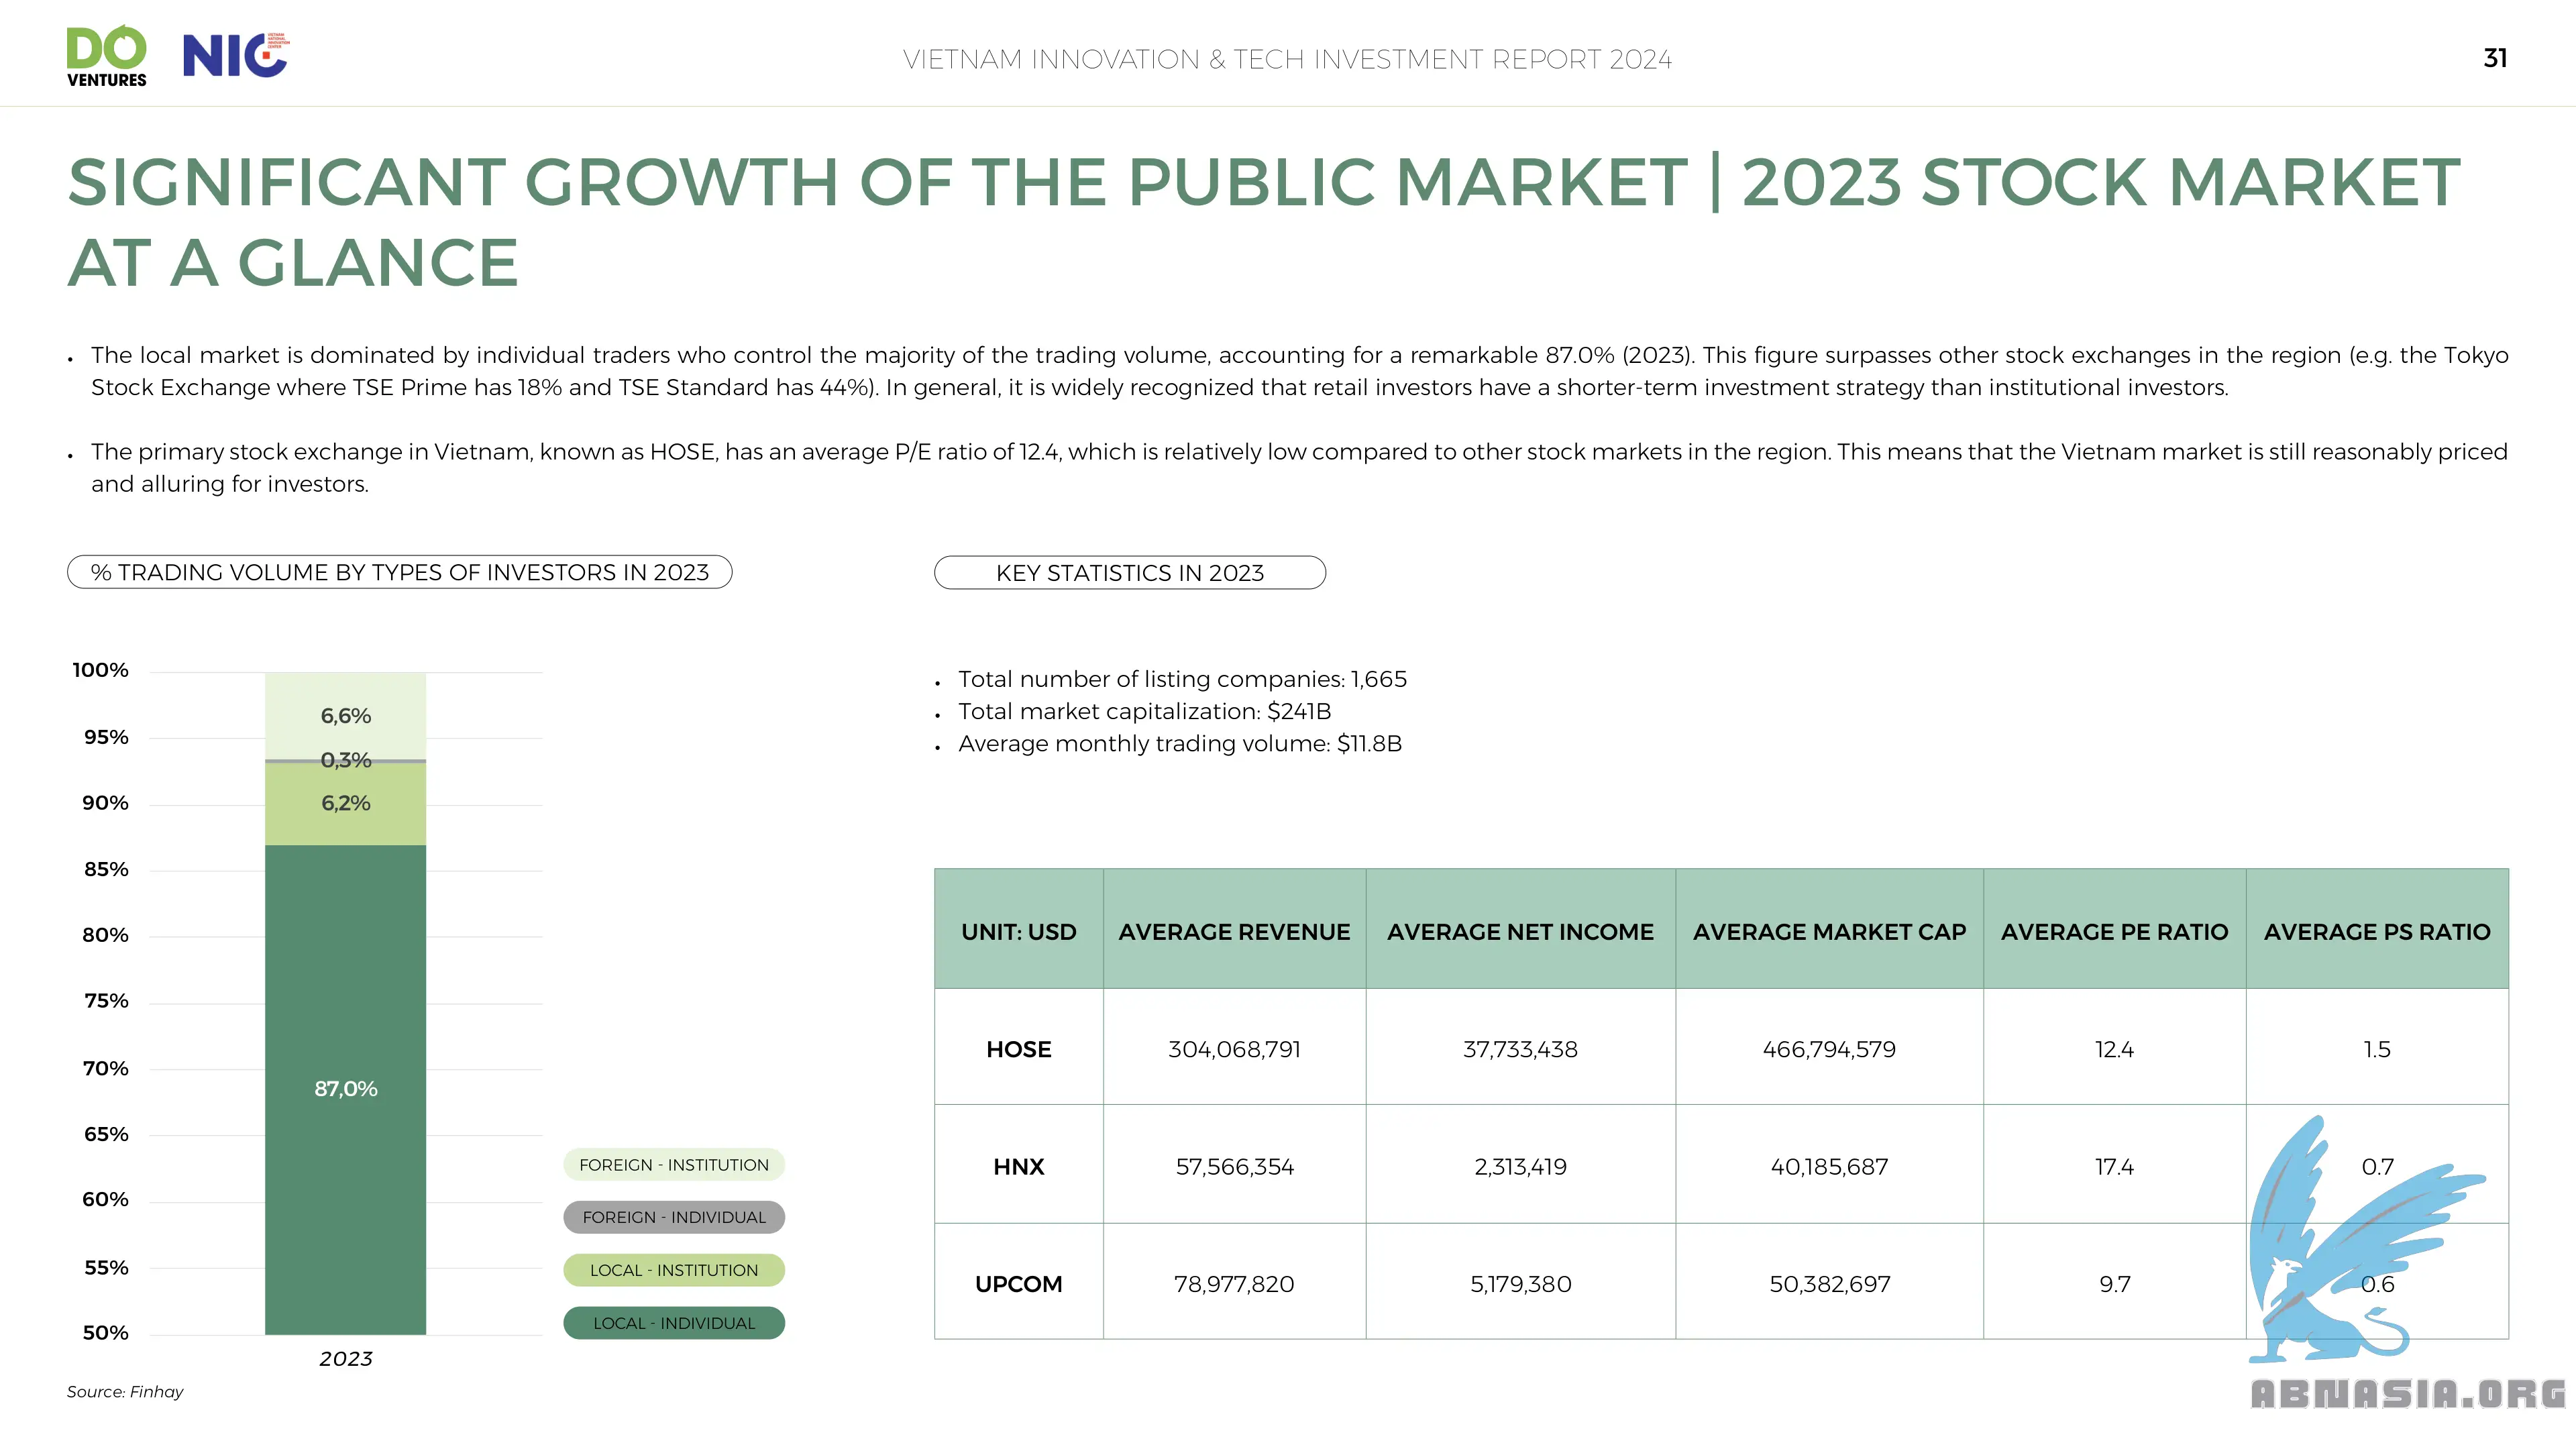 DO
VENTURES
NIC
VIETNAM
NATIONAL
INNOVATION
CENTER
VIETNAM INNOVATION & TECH INVESTMENT REPORT 2024
31
SIGNIFICANT GROWTH OF THE PUBLIC MARKET | 2023 STOCK MARKET
AT A GLANCE
• The local market is dominated by individual traders who control the majority of the trading volume, accounting for a remarkable 87.0% (2023). This figure surpasses other stock exchanges in the region (e.g. the Tokyo
Stock Exchange where TSE Prime has 18% and TSE Standard has 44%). In general, it is widely recognized that retail investors have a shorter-term investment strategy than institutional investors.
• The primary stock exchange in Vietnam, known as HOSE, has an average P/E ratio of 12.4, which is relatively low compared to other stock markets in the region. This means that the Vietnam market is still reasonably priced
and alluring for investors.
% TRADING VOLUME BY TYPES OF INVESTORS IN 2023
100%
95%
90%
85%
80%
75%
70%
65%
60%
55%
50%
6,6%
0,3%
6,2%
87,0%
2023
FOREIGN - INSTITUTION
FOREIGN - INDIVIDUAL
LOCAL - INSTITUTION
LOCAL - INDIVIDUAL
Source: Finhay
KEY STATISTICS IN 2023
• Total number of listing companies: 1,665
• Total market capitalization: $241B
• Average monthly trading volume: $11.8B
UNIT: USD AVERAGE REVENUE AVERAGE NET INCOME AVERAGE MARKET CAP AVERAGE PE RATIO AVERAGE PS RATIO
HOSE 304,068,791 37,733,438 466,794,579 12.4 1.5
HNX 57,566,354 2,313,419 40,185,687 17.4 0.7
UPCOM 78,977,820 5,179,380 50,382,697 9.7 0.6
ABNASIA.ORG